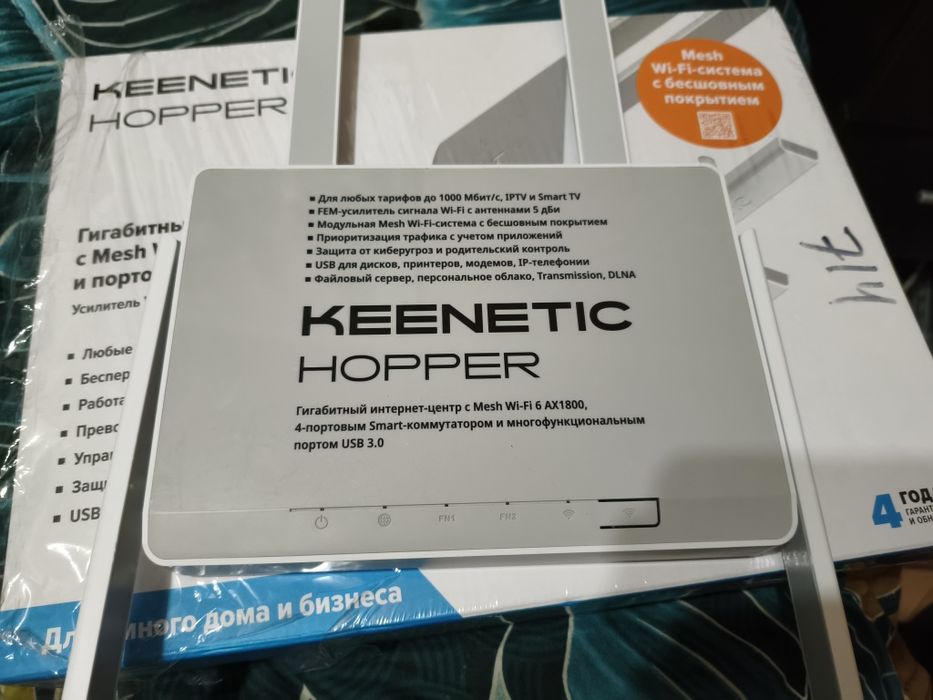 KEENETI
HOPPER
Mesh
Wi-Fi-система
с бесшовным
покрытием
Гигабитны
с Mesh
и порто
Усилитель
Любые
Беспер
Работа
Прево
Управ
Защи
USB
■ Для любых тарифов до 1000 Мбит/с, IPTV и Smart TV
■ FEM-усилитель сигнала Wi-Fi с антеннами 5 дБи
■ Модульная Mesh Wi-Fi-система с бесшовным покрытием
■ Приоритизация трафика с учетом приложений
■ Защита от киберугроз и родительский контроль
■ USB для дисков, принтеров, модемов, IP-телефонии
■ Файловый сервер, персональное облако, Transmission, DLNA
KEENETIC
HOPPER
Гигабитный интернет-центр с Mesh Wi-Fi 6 AX1800,
4-портовым Smart-коммутатором и многофункциональным
портом USB 3.0
FN1
FN2
4 ГОДА
ГАРАНТ
И ОБН
дома и бизнеса